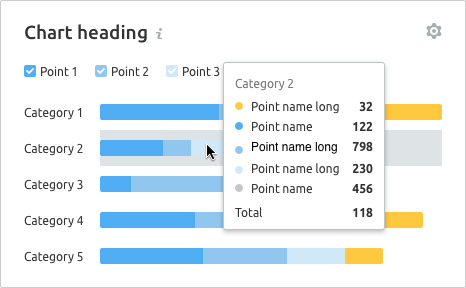 Chart heading i
Point 1 Point 2 Point 3
Category 1
Category 2
Category 3
Category 4
Category 5
Category 2
Point name long 32
Point name 122
Point name long 798
Point name long 230
Point name 456
Total 118